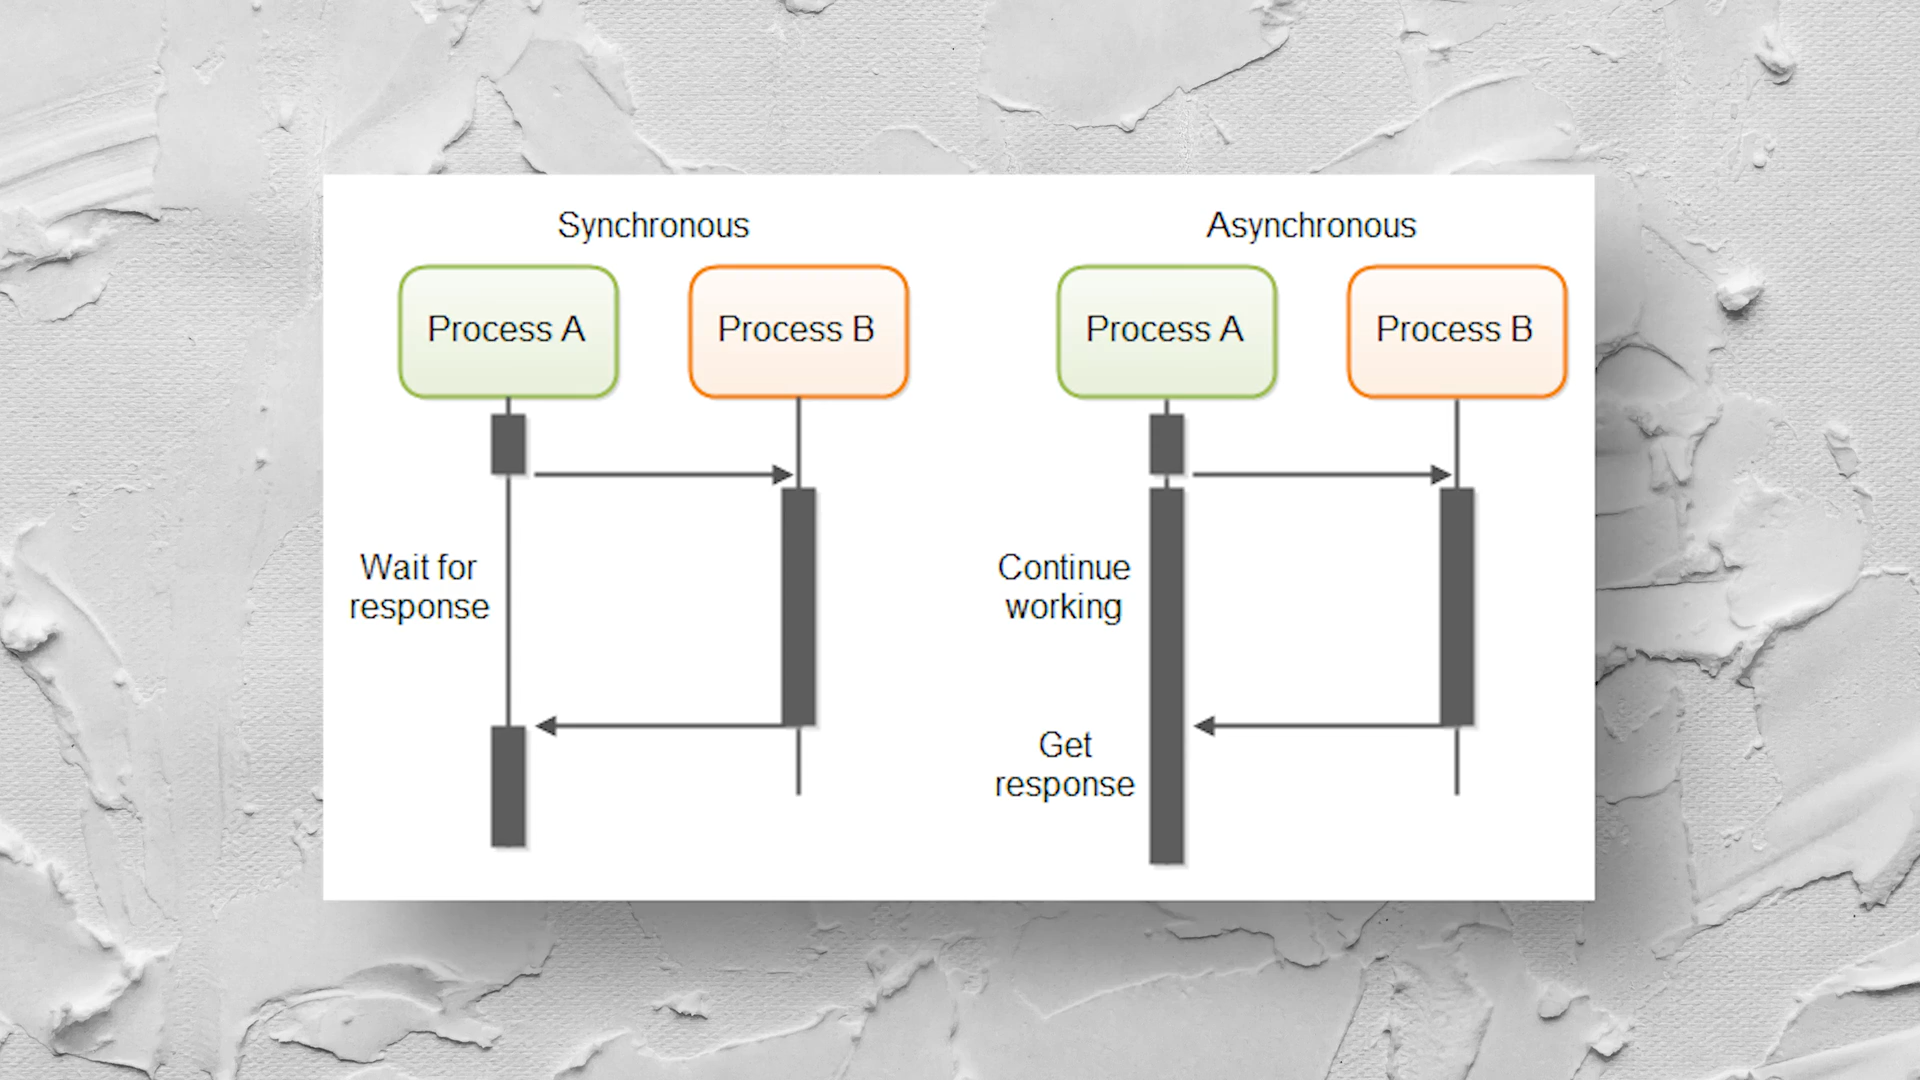 Synchronous
Process A
Process B
Wait for
response
Asynchronous
Process A
Process B
Continue
working
Get
response